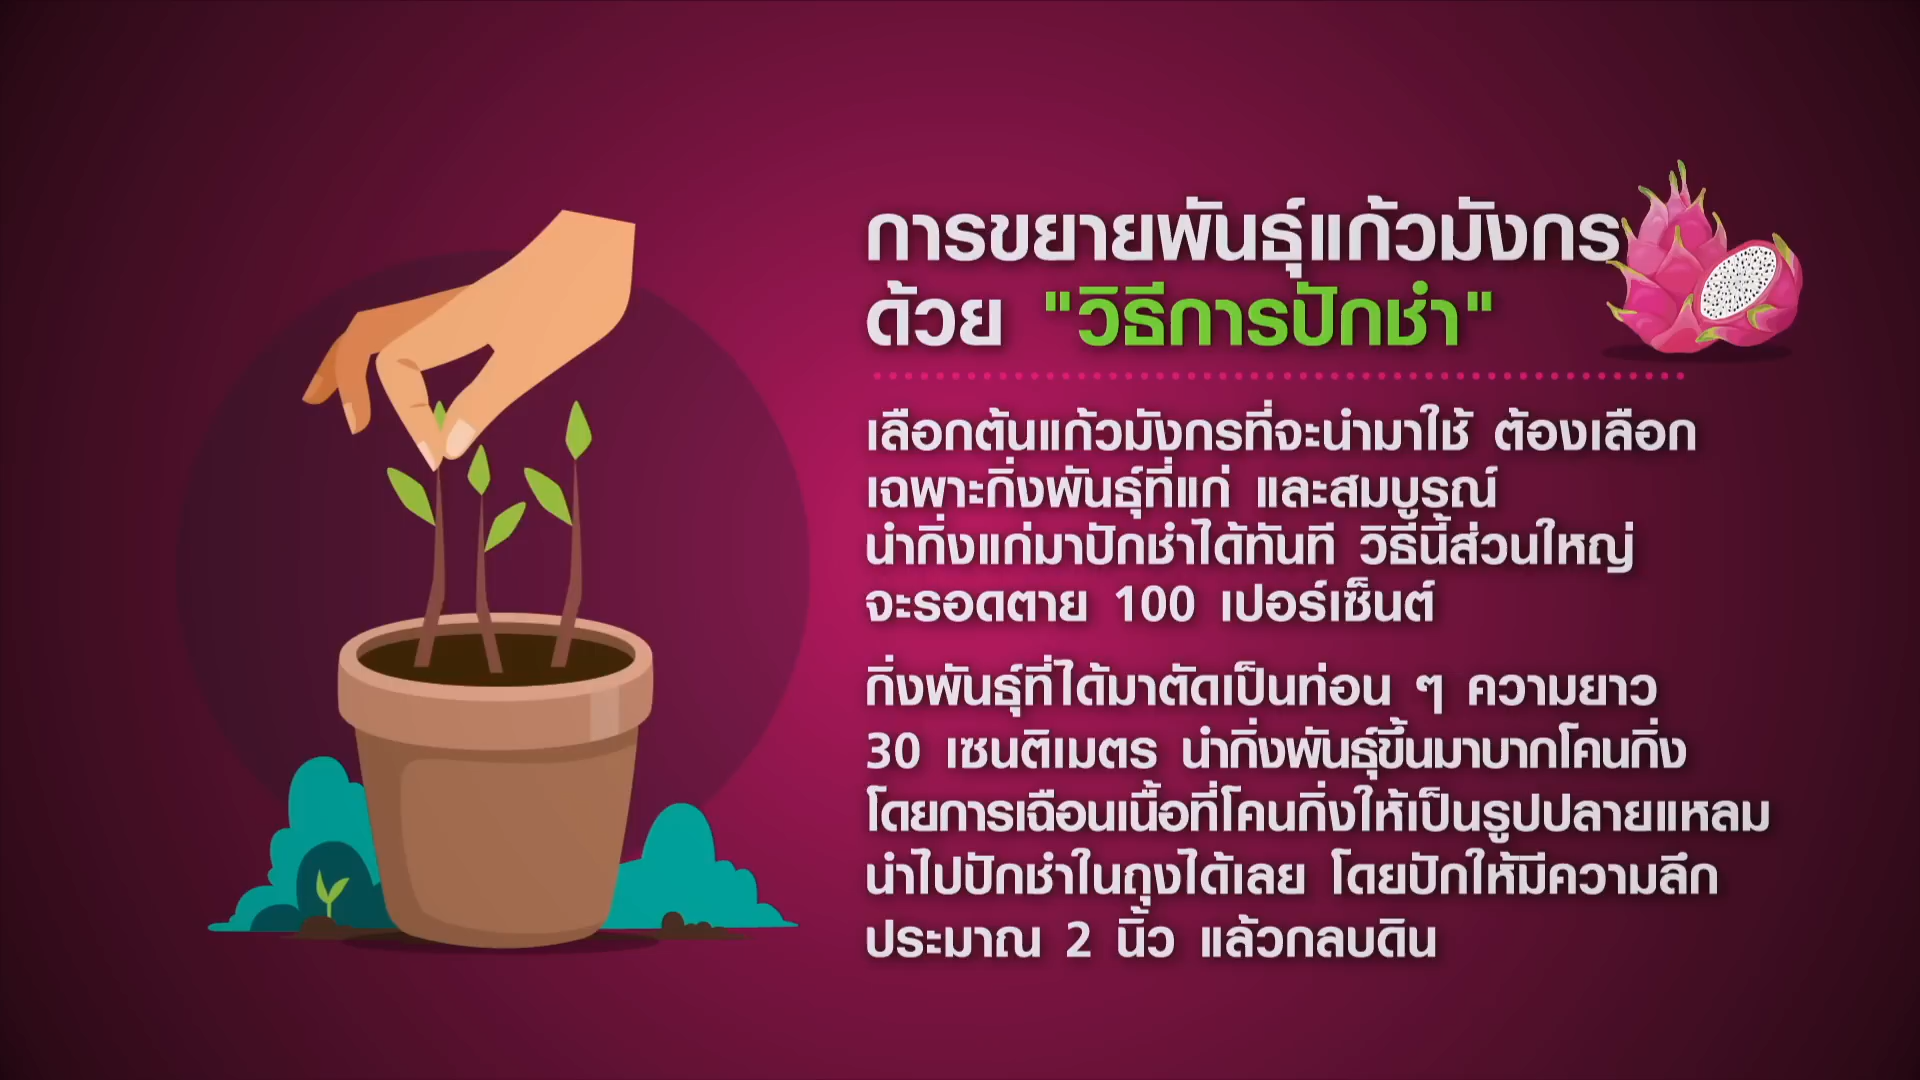 การขยายพันธุ์แก้วมังกร
ด้วย "วิธีการปักชำ"
เลือกต้นแก้วมังกรที่จะนำมาใช้ ต้องเลือก
เฉพาะกิ่งพันธุ์ที่แก่ และสมบูรณ์
นำกิ่งแก่มาปักชำได้ทันที วิธีนี้ส่วนใหญ่
จะรอดตาย 100 เปอร์เซ็นต์
กิ่งพันธุ์ที่ได้มาตัดเป็นท่อน ๆ ความยาว
30 เซนติเมตร นำกิ่งพันธุ์ขึ้นมาบากโคนกิ่ง
โดยการเฉือนเนื้อที่โคนกิ่งให้เป็นรูปปลายแหลม
นำไปปักชำในถุงได้เลย โดยปักให้มีความลึก
ประมาณ 2 นิ้ว แล้วกลบดิน